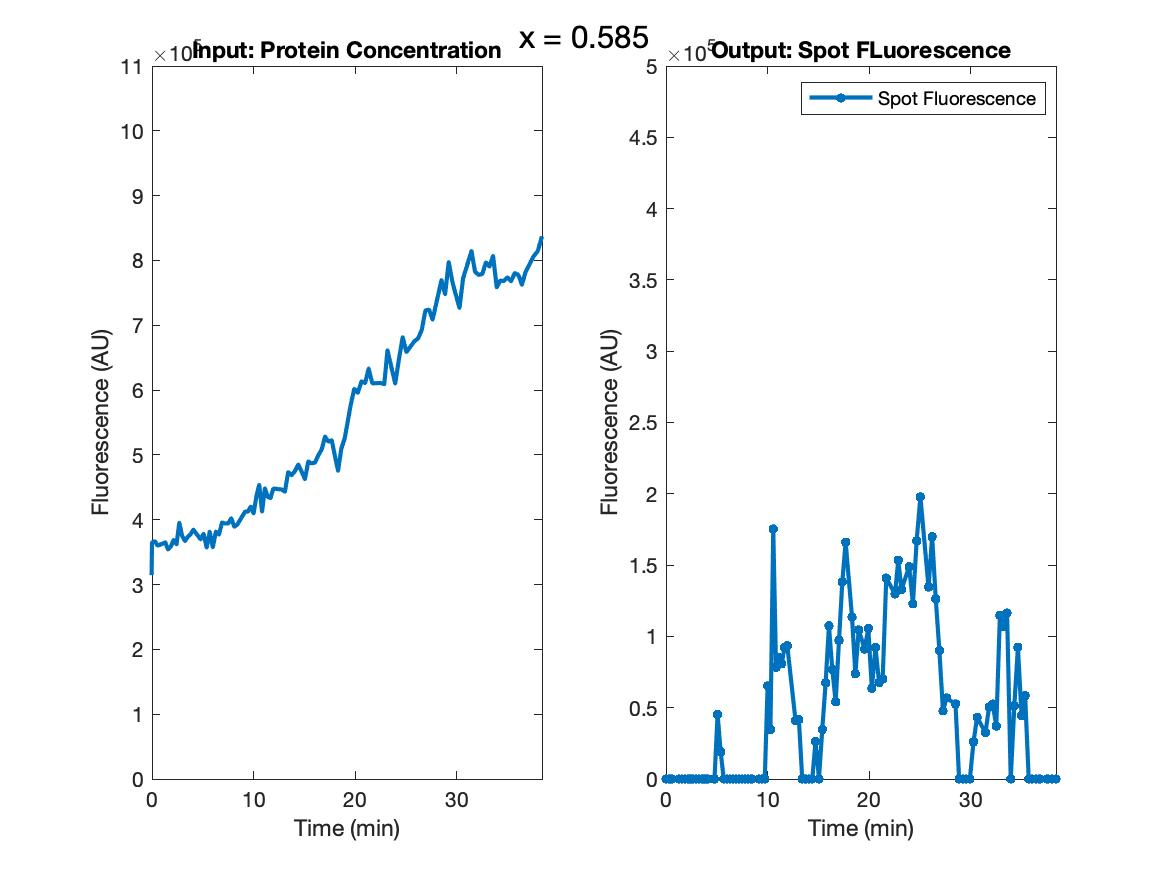 x = 0.585
×10⁵
Input: Protein Concentration
11
10
9
8
7
6
5
4
3
2
1
0
0 10 20 30
Time (min)
Fluorescence (AU)
×10⁵
Output: Spot FLuorescence
Spot Fluorescence
5
4.5
4
3.5
3
2.5
2
1.5
1
0.5
0
0 10 20 30
Time (min)
Fluorescence (AU)